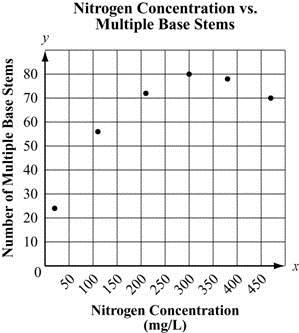 Nitrogen Concentration vs.
Multiple Base Stems
y
80
70
60
50
40
30
20
10
0
Number of Multiple Base Stems
50
100
150
200
250
300
350
400
450
x
Nitrogen Concentration
(mg/L)